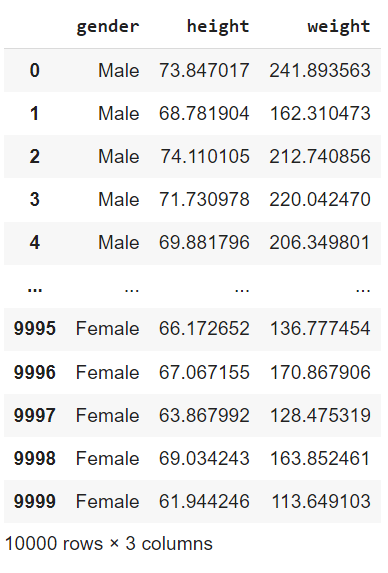 gender height weight
0 Male 73.847017 241.893563
1 Male 68.781904 162.310473
2 Male 74.110105 212.740856
3 Male 71.730978 220.042470
4 Male 69.881796 206.349801
... ... ... ...
9995 Female 66.172652 136.777454
9996 Female 67.067155 170.867906
9997 Female 63.867992 128.475319
9998 Female 69.034243 163.852461
9999 Female 61.944246 113.649103
10000 rows × 3 columns